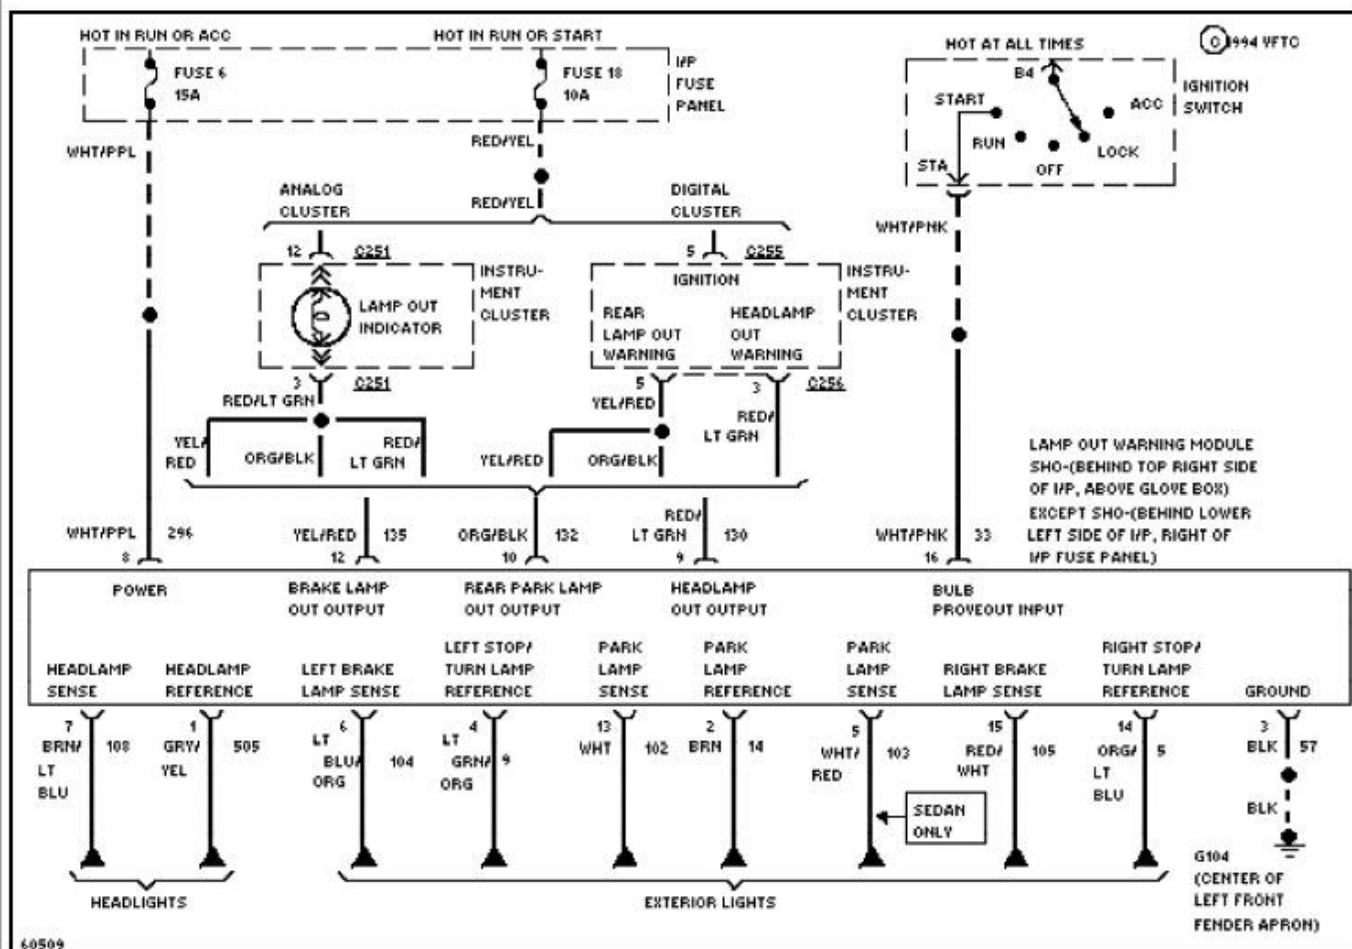 HOT IN RUN OR ACC
HOT IN RUN OR START
HOT AT ALL TIMES
© 1994 VFTC
FUSE 6
15A
FUSE 18
10A
I/P
FUSE
PANEL
B4
START
ACC
RUN
LOCK
OFF
STA
IGNITION
SWITCH
WHT/PPL
RED/YEL
RED/YEL
WHT/PNK
ANALOG
CLUSTER
DIGITAL
CLUSTER
12
C251
5
C255
LAMP OUT
INDICATOR
INSTRU-
MENT
CLUSTER
IGNITION
REAR
LAMP OUT
WARNING
HEADLAMP
OUT
WARNING
INSTRU-
MENT
CLUSTER
3
C251
5
3
C256
RED/LT GRN
YEL/RED
RED/
LT GRN
YEL/
RED
ORG/BLK
RED/
LT GRN
YEL/RED
ORG/BLK
LAMP OUT WARNING MODULE
SHO-(BEHIND TOP RIGHT SIDE
OF I/P, ABOVE GLOVE BOX)
EXCEPT SHO-(BEHIND LOWER
LEFT SIDE OF I/P, RIGHT OF
I/P FUSE PANEL)
WHT/PPL
296
8
YEL/RED
135
12
ORG/BLK
132
10
RED/
LT GRN
130
9
WHT/PNK
33
16
POWER
BRAKE LAMP
OUT OUTPUT
REAR PARK LAMP
OUT OUTPUT
HEADLAMP
OUT OUTPUT
BULB
PROVEOUT INPUT
HEADLAMP
SENSE
HEADLAMP
REFERENCE
LEFT BRAKE
LAMP SENSE
LEFT STOP/
TURN LAMP
REFERENCE
PARK
LAMP
SENSE
PARK
LAMP
REFERENCE
PARK
LAMP
SENSE
RIGHT BRAKE
LAMP SENSE
RIGHT STOP/
TURN LAMP
REFERENCE
GROUND
7
BRN/
LT
BLU
108
1
GRY/
YEL
505
6
LT
BLU/
ORG
104
4
LT
GRN/
ORG
9
13
WHT
102
2
BRN
14
5
WHT/
RED
103
15
RED/
WHT
105
14
ORG/
LT
BLU
5
3
BLK
57
BLK
SEDAN
ONLY
HEADLIGHTS
EXTERIOR LIGHTS
G104
(CENTER OF
LEFT FRONT
FENDER APRON)
60509